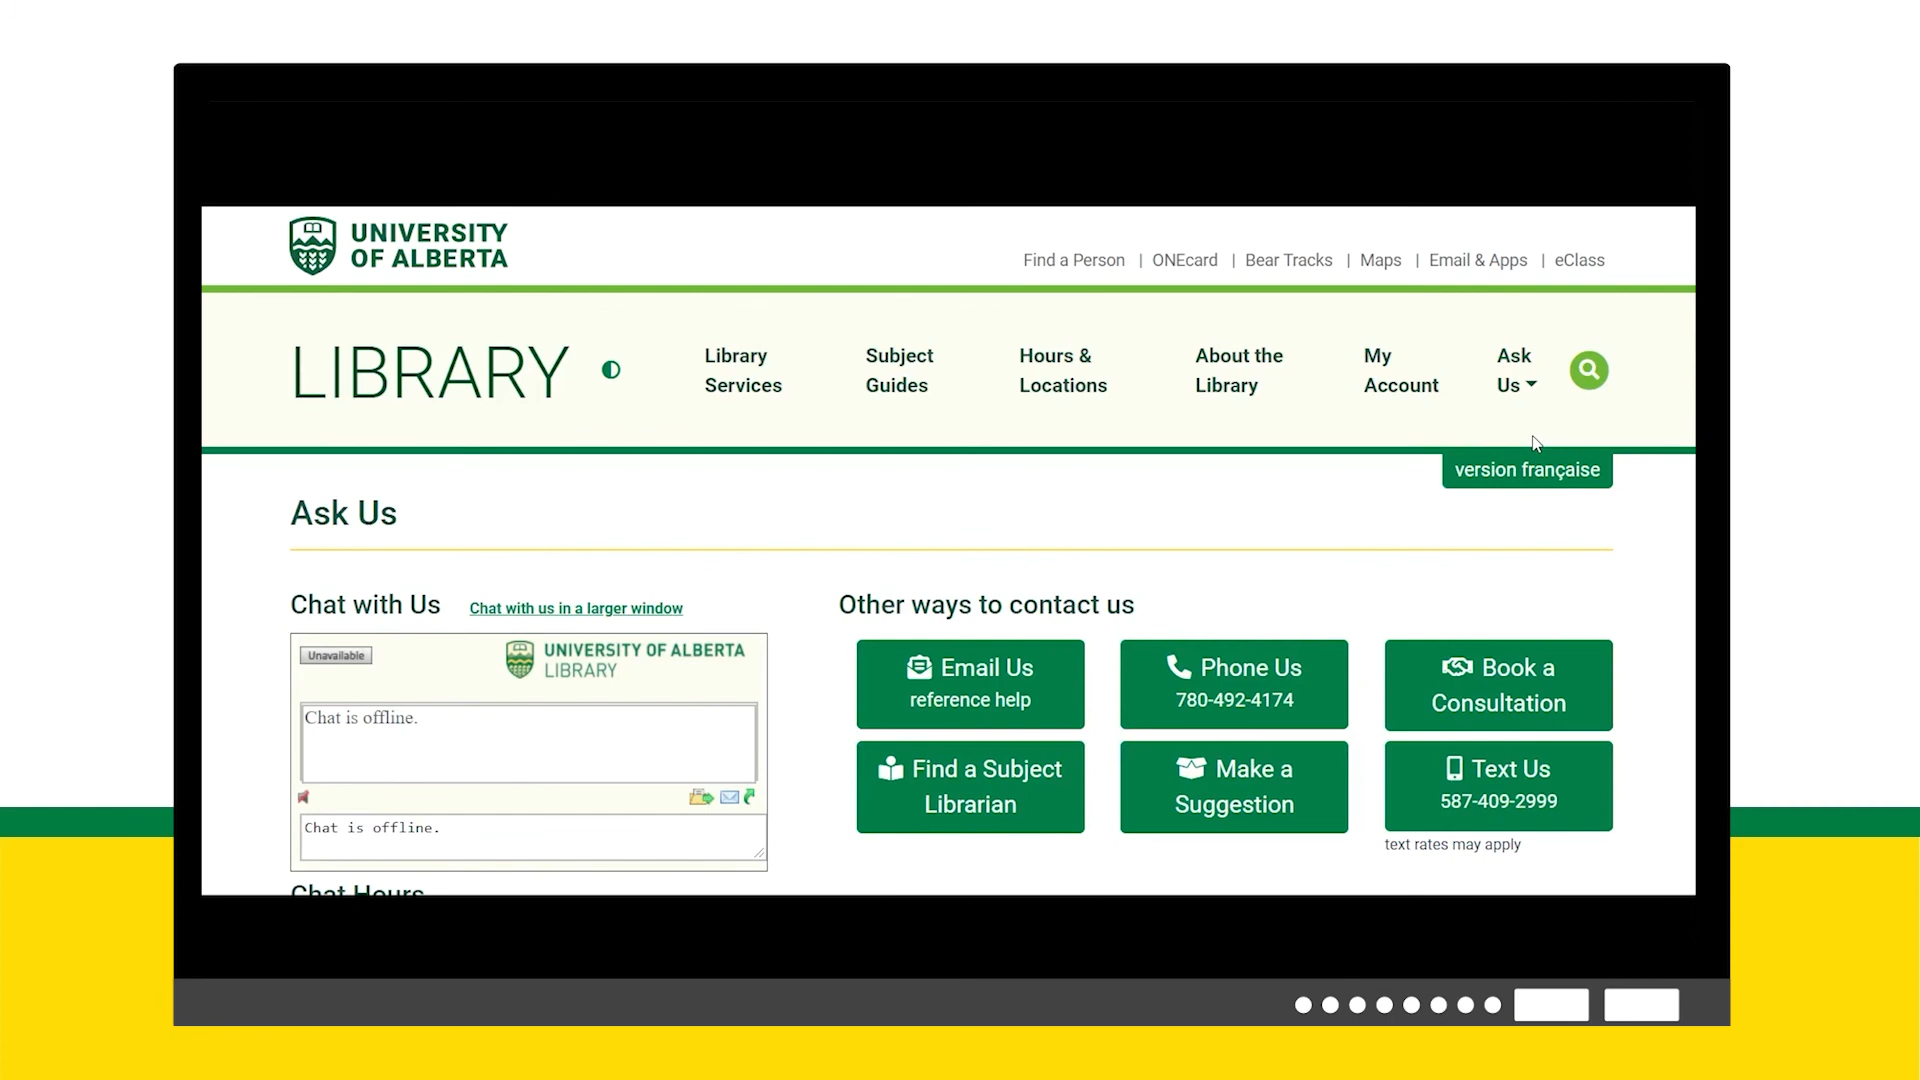 UNIVERSITY
OF ALBERTA
Find a Person | ONEcard | Bear Tracks | Maps | Email & Apps | eClass
LIBRARY
Library
Services
Subject
Guides
Hours &
Locations
About the
Library
My
Account
Ask
Us
version française
Ask Us
Chat with Us
Chat with us in a larger window
Unavailable
UNIVERSITY OF ALBERTA
LIBRARY
Chat is offline.
Chat is offline.
Chat Hours
Other ways to contact us
Email Us
reference help
Phone Us
780-492-4174
Book a
Consultation
Find a Subject
Librarian
Make a
Suggestion
Text Us
587-409-2999
text rates may apply